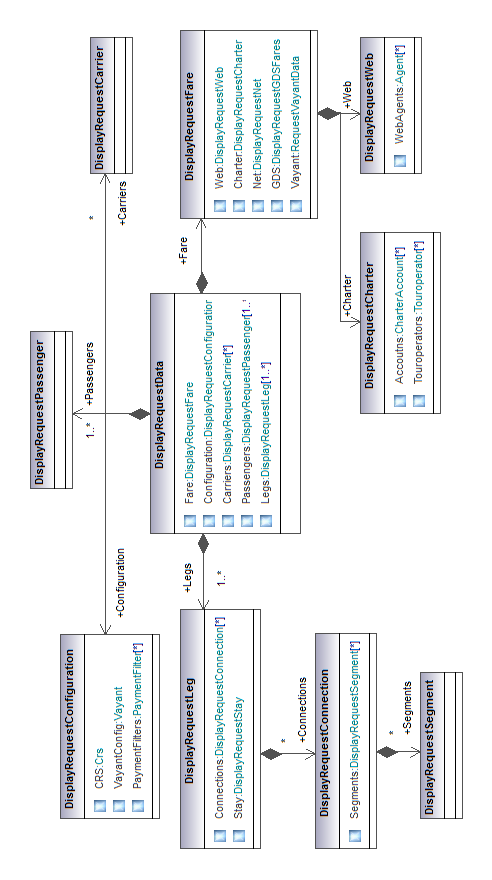 DisplayRequestConfiguration
CRS:Crs
VayantConfig:Vayant
PaymentFilters:PaymentFilter[*]
+Configuration
DisplayRequestPassenger
1..*
+Passengers
DisplayRequestCarrier
*
+Carriers
DisplayRequestLeg
Connections:DisplayRequestConnection[*]
Stay:DisplayRequestStay
+Legs
1..*
DisplayRequestData
Fare:DisplayRequestFare
Configuration:DisplayRequestConfiguration
Carriers:DisplayRequestCarrier[*]
Passengers:DisplayRequestPassenger[1..*
Legs:DisplayRequestLeg[1..*]
+Fare
DisplayRequestFare
Web:DisplayRequestWeb
Charter:DisplayRequestCharter
Net:DisplayRequestNet
GDS:DisplayRequestGDSFares
Vayant:RequestVayantData
*
+Connections
DisplayRequestConnection
Segments:DisplayRequestSegment[*]
*
+Segments
DisplayRequestSegment
+Charter
DisplayRequestCharter
Accoutns:CharterAccount[*]
Touroperators:Touroperator[*]
+Web
DisplayRequestWeb
WebAgents:Agent[*]